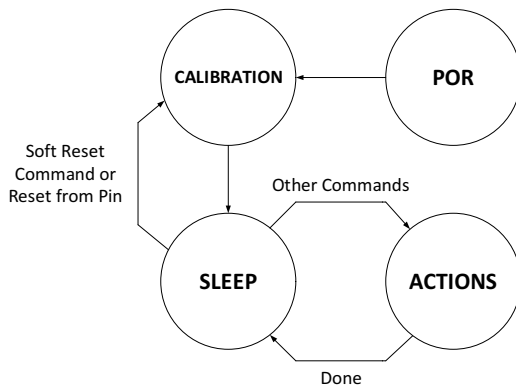 CALIBRATION
POR
Soft Reset
Command or
Reset from Pin
Other Commands
SLEEP
ACTIONS
Done